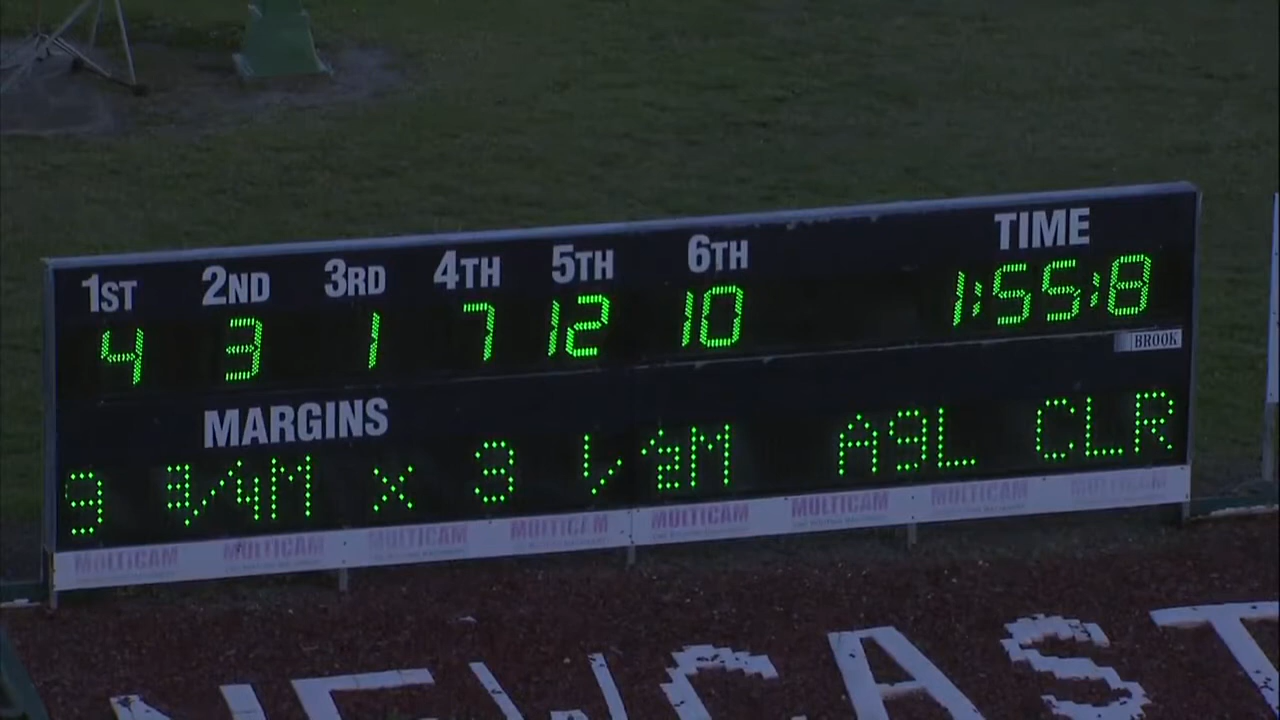 1ST 2ND 3RD 4TH 5TH 6TH TIME
4 3 1 7 12 10 1:55:8
BROOK
MARGINS
9 3/4M x 3 1/2M A9L CLR
MULTICAM MULTICAM MULTICAM MULTICAM MULTICAM MULTICAM MULTICAM MULTICAM
NEWCAST